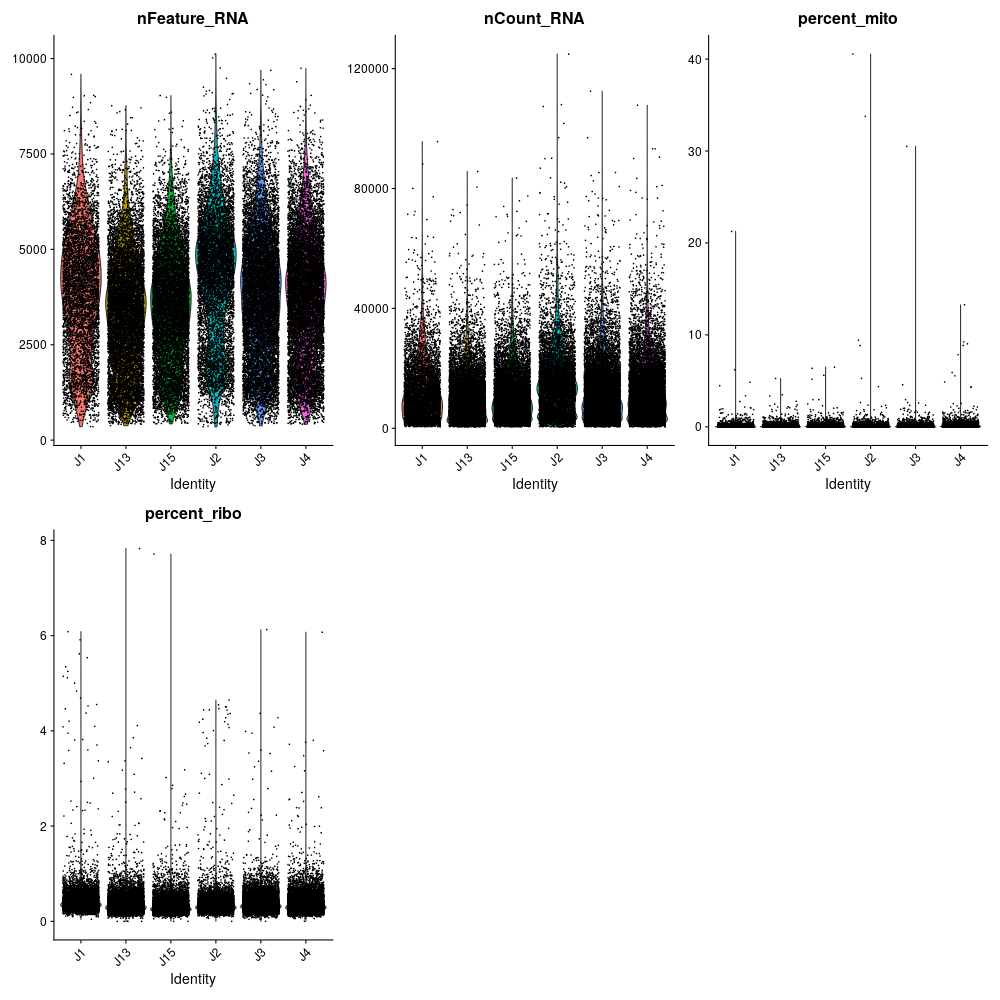 nFeature_RNA
10000
7500
5000
2500
0
J1 J13 J15 J2 J3 J4
Identity
nCount_RNA
120000
80000
40000
0
J1 J13 J15 J2 J3 J4
Identity
percent_mito
40
30
20
10
0
J1 J13 J15 J2 J3 J4
Identity
percent_ribo
8
6
4
2
0
J1 J13 J15 J2 J3 J4
Identity